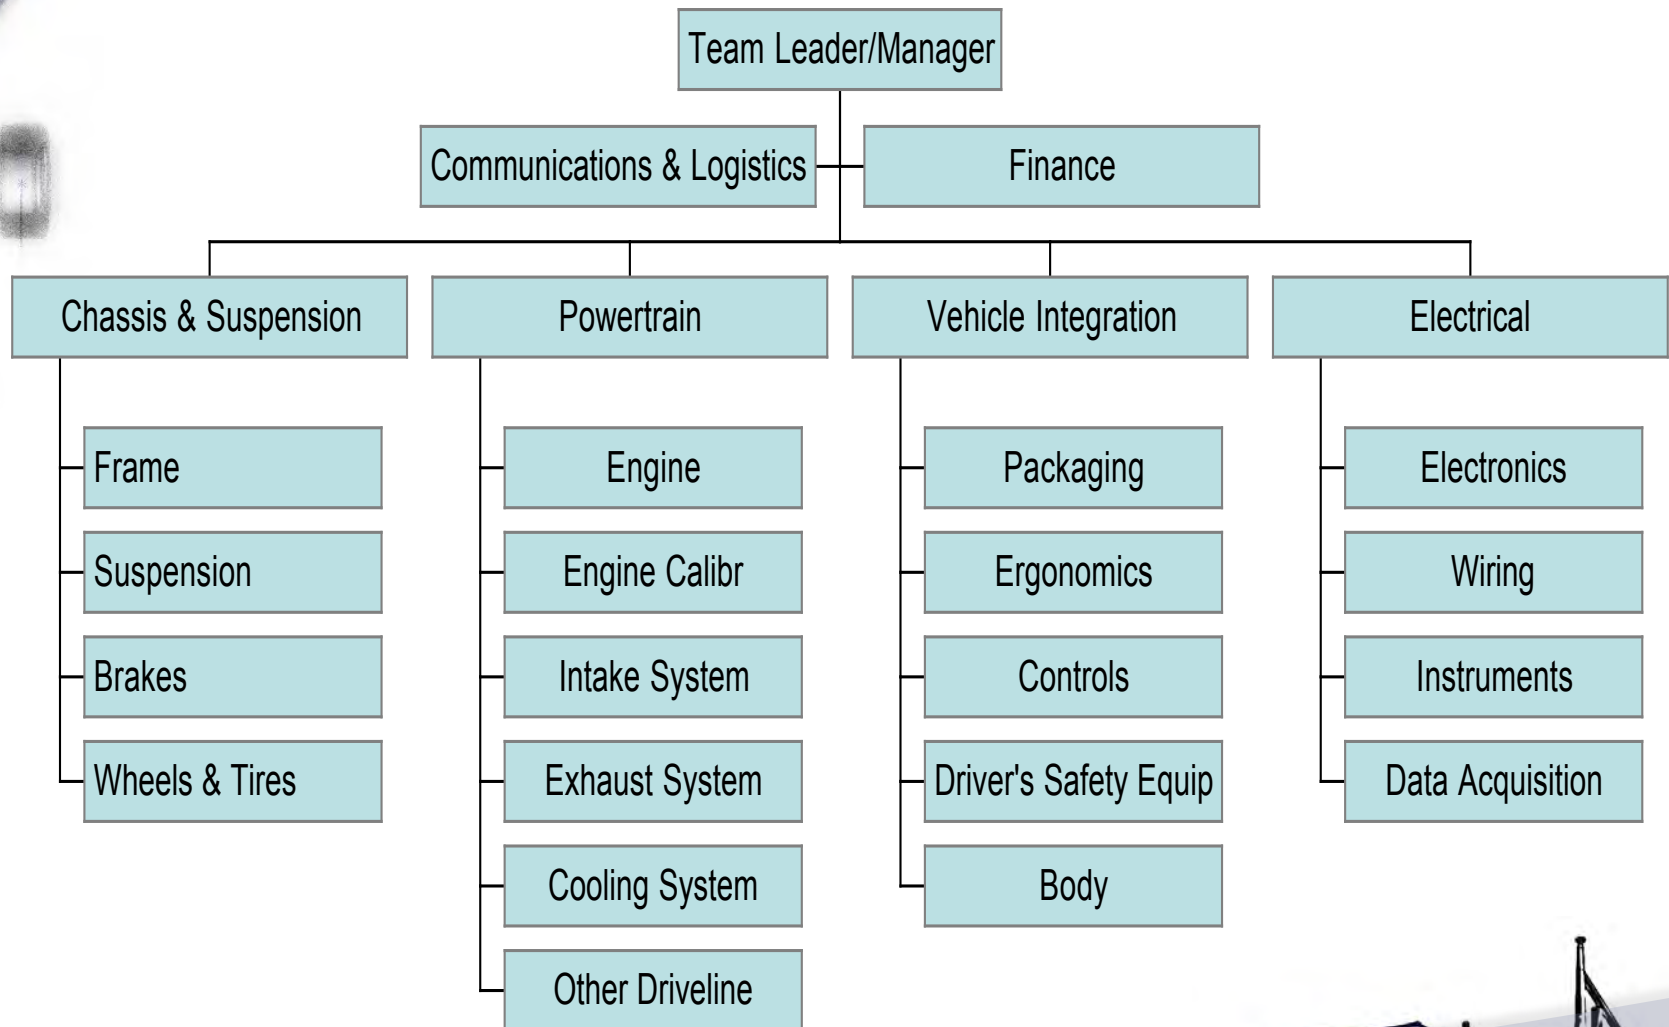 Team Leader/Manager
Communications & Logistics
Finance
Chassis & Suspension
Powertrain
Vehicle Integration
Electrical
Frame
Suspension
Brakes
Wheels & Tires
Engine
Engine Calibr
Intake System
Exhaust System
Cooling System
Other Driveline
Packaging
Ergonomics
Controls
Driver's Safety Equip
Body
Electronics
Wiring
Instruments
Data Acquisition